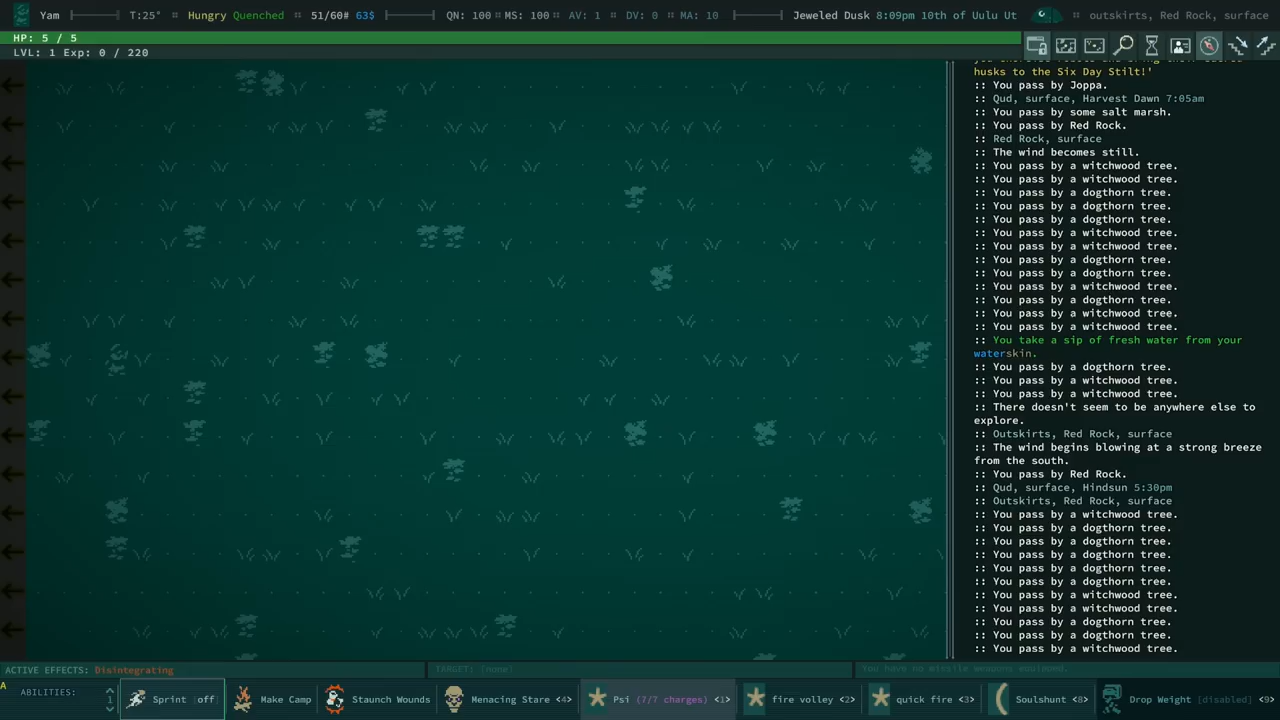 Yam T:25° Hungry Quenched 51/60# 63$ QN: 100 MS: 100 AV: 1 DV: 0 MA: 10 Jeweled Dusk 8:09pm 10th of Uulu Ut outskirts, Red Rock, surface
HP: 5 / 5
LVL: 1 Exp: 0 / 220
husks to the Six Day Stilt!'
:: You pass by Joppa.
:: Qud, surface, Harvest Dawn 7:05am
:: You pass by some salt marsh.
:: You pass by Red Rock.
:: Red Rock, surface
:: The wind becomes still.
:: You pass by a witchwood tree.
:: You pass by a witchwood tree.
:: You pass by a dogthorn tree.
:: You pass by a dogthorn tree.
:: You pass by a dogthorn tree.
:: You pass by a witchwood tree.
:: You pass by a witchwood tree.
:: You pass by a dogthorn tree.
:: You pass by a dogthorn tree.
:: You pass by a witchwood tree.
:: You pass by a dogthorn tree.
:: You pass by a witchwood tree.
:: You pass by a witchwood tree.
:: You take a sip of fresh water from your
waterskin.
:: You pass by a dogthorn tree.
:: You pass by a witchwood tree.
:: You pass by a witchwood tree.
:: There doesn't seem to be anywhere else to
explore.
:: Outskirts, Red Rock, surface
:: The wind begins blowing at a strong breeze
from the south.
:: You pass by Red Rock.
:: Qud, surface, Hindsun 5:30pm
:: Outskirts, Red Rock, surface
:: You pass by a witchwood tree.
:: You pass by a dogthorn tree.
:: You pass by a dogthorn tree.
:: You pass by a dogthorn tree.
:: You pass by a dogthorn tree.
:: You pass by a witchwood tree.
:: You pass by a witchwood tree.
:: You pass by a dogthorn tree.
:: You pass by a dogthorn tree.
:: You pass by a dogthorn tree.
:: You pass by a witchwood tree.
ACTIVE EFFECTS: Disintegrating TARGET: [none] You have no missile weapons equipped.
A ABILITIES: 1 Sprint [off] Make Camp Staunch Wounds Menacing Stare <4> Psi (7/7 charges) <1> fire volley <2> quick fire <3> Soulshunt <8> Drop Weight [disabled] <9>